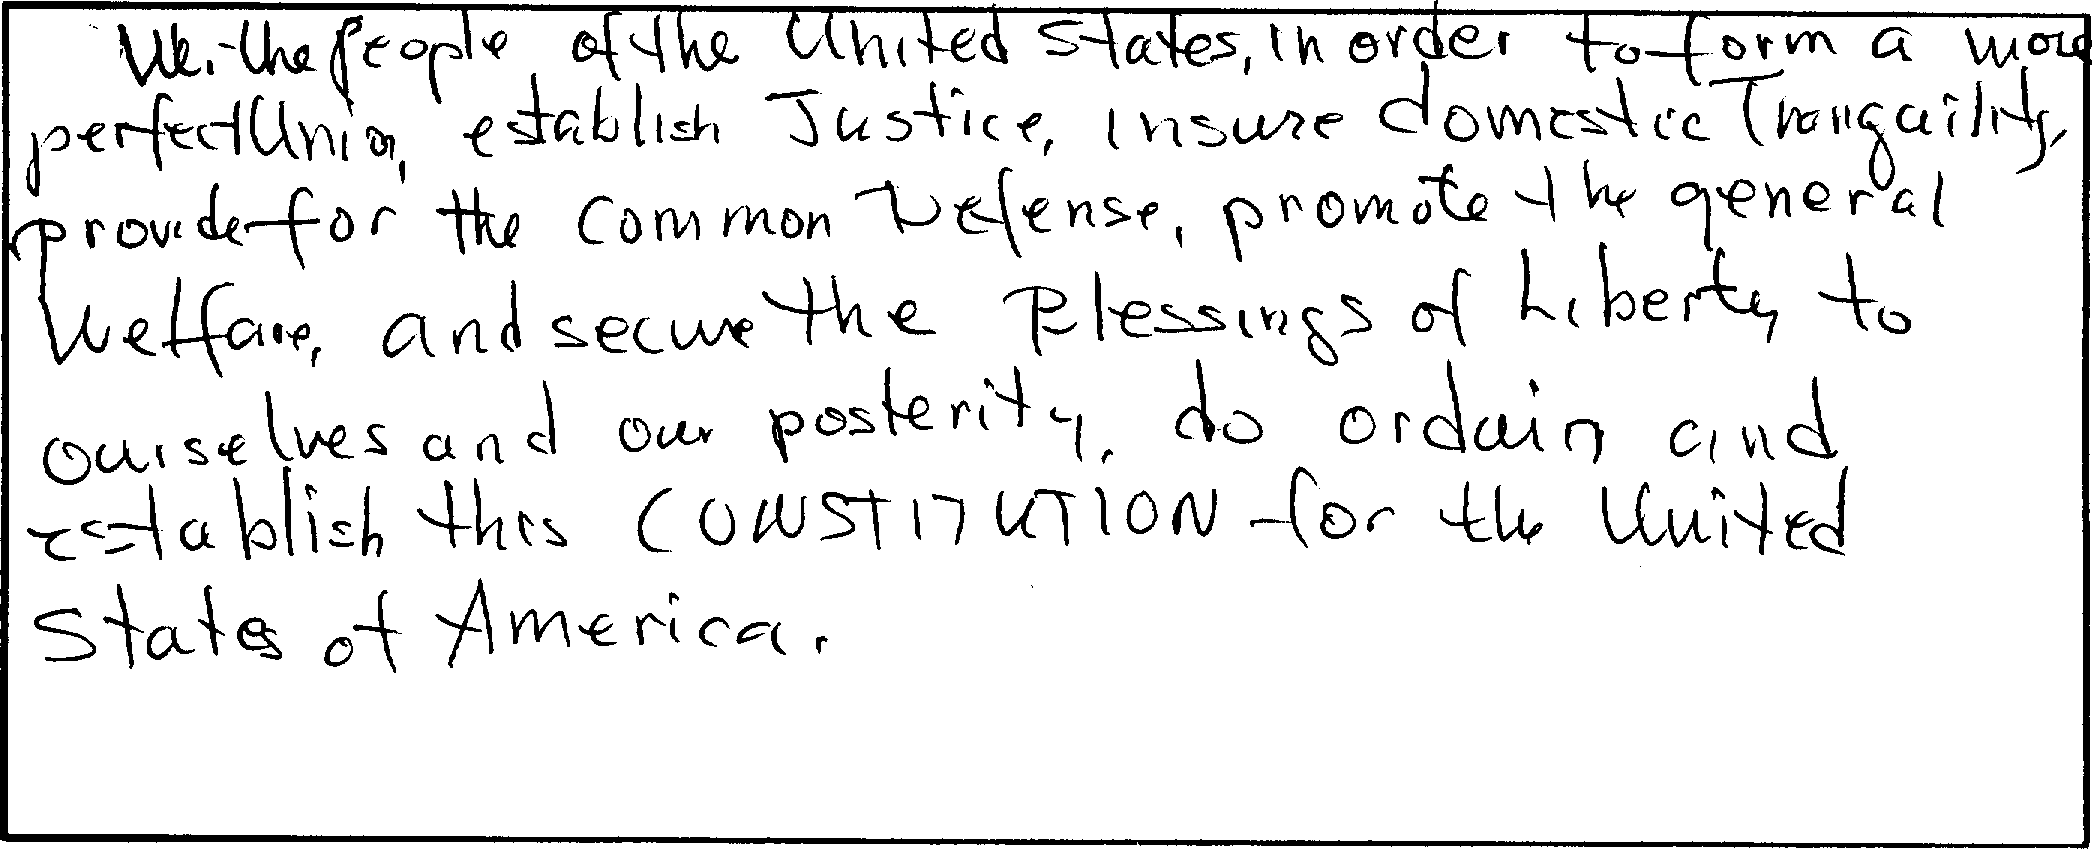 We, the People of the United States, in order to form a more
perfect Union, establish Justice, insure domestic Tranquility,
provide for the common Defense, promote the general
Welfare, and secure the Blessings of Liberty to
ourselves and our posterity, do ordain and
establish this CONSTITUTION for the United
States of America.